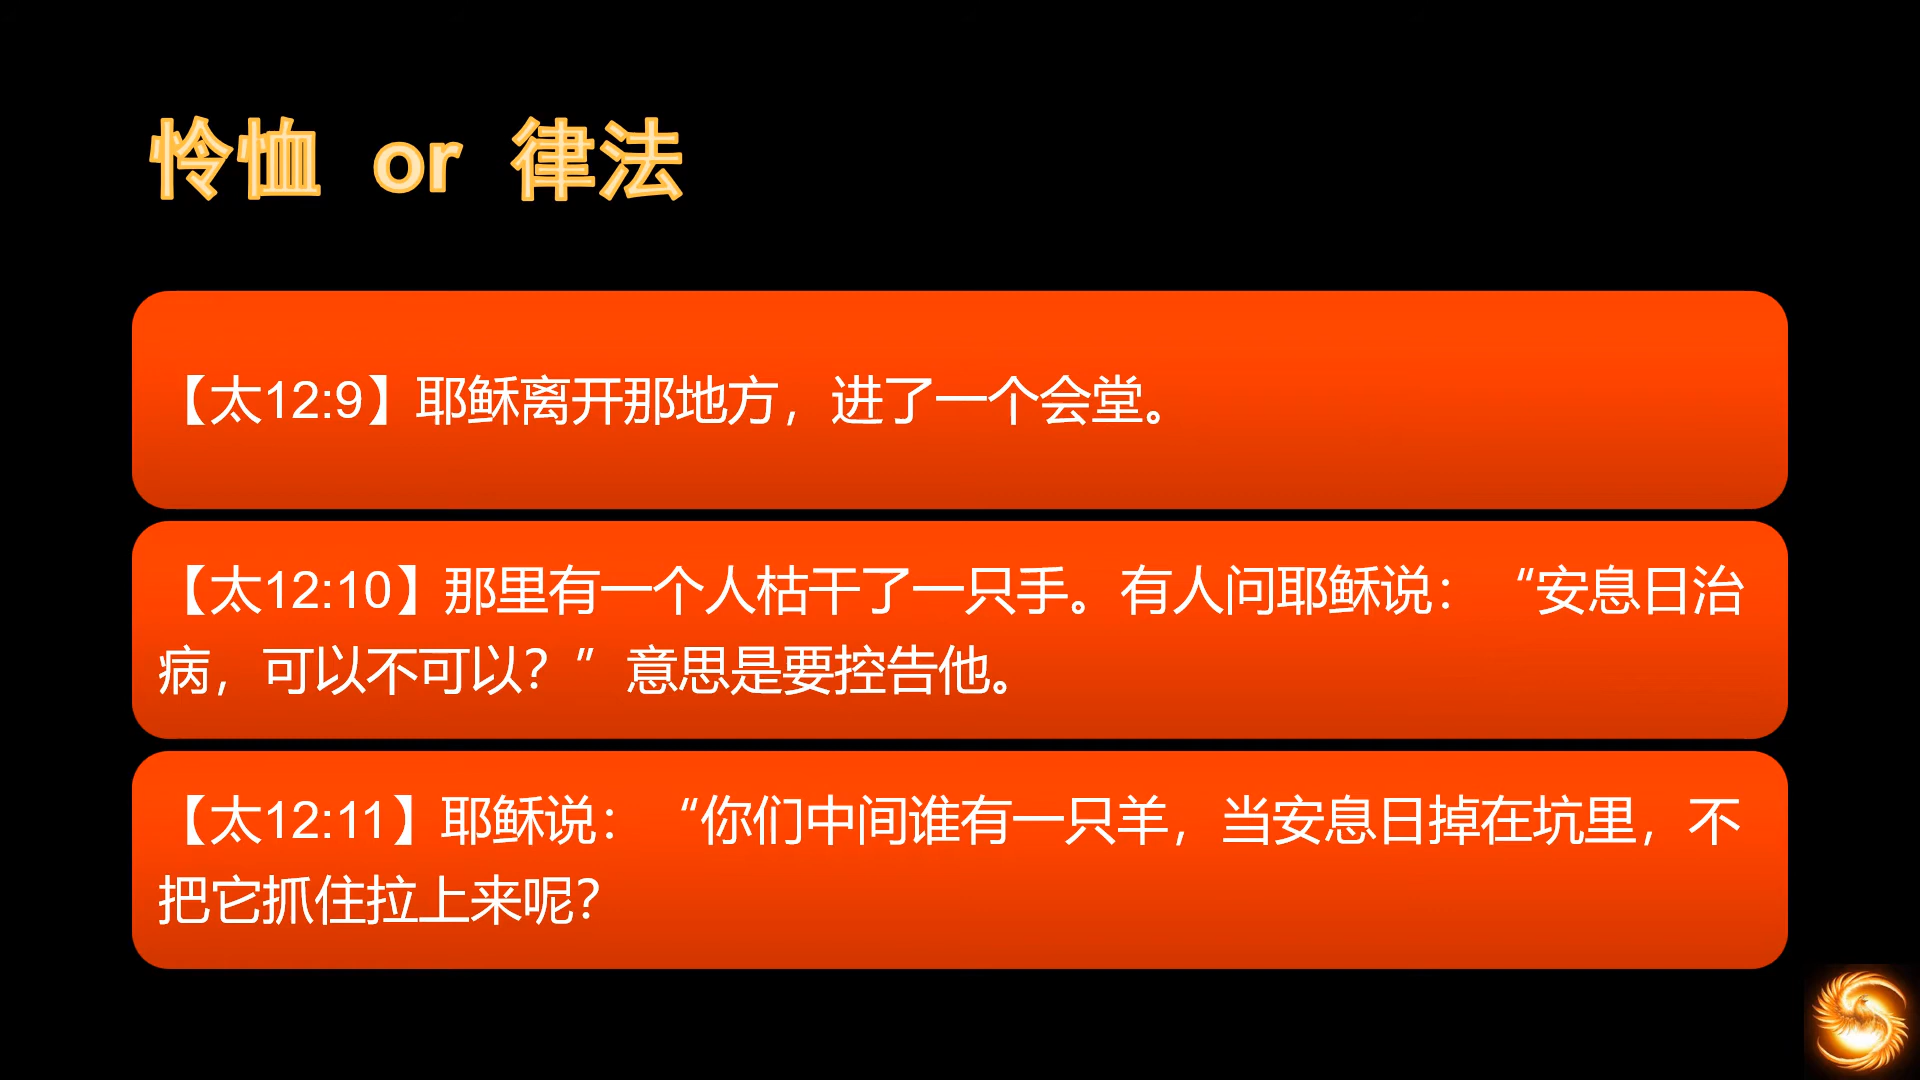 怜恤 or 律法
【太12:9】耶稣离开那地方，进了一个会堂。
【太12:10】那里有一个人枯干了一只手。有人问耶稣说：“安息日治
病，可以不可以？”意思是要控告他。
【太12:11】耶稣说：“你们中间谁有一只羊，当安息日掉在坑里，不
把它抓住拉上来呢？